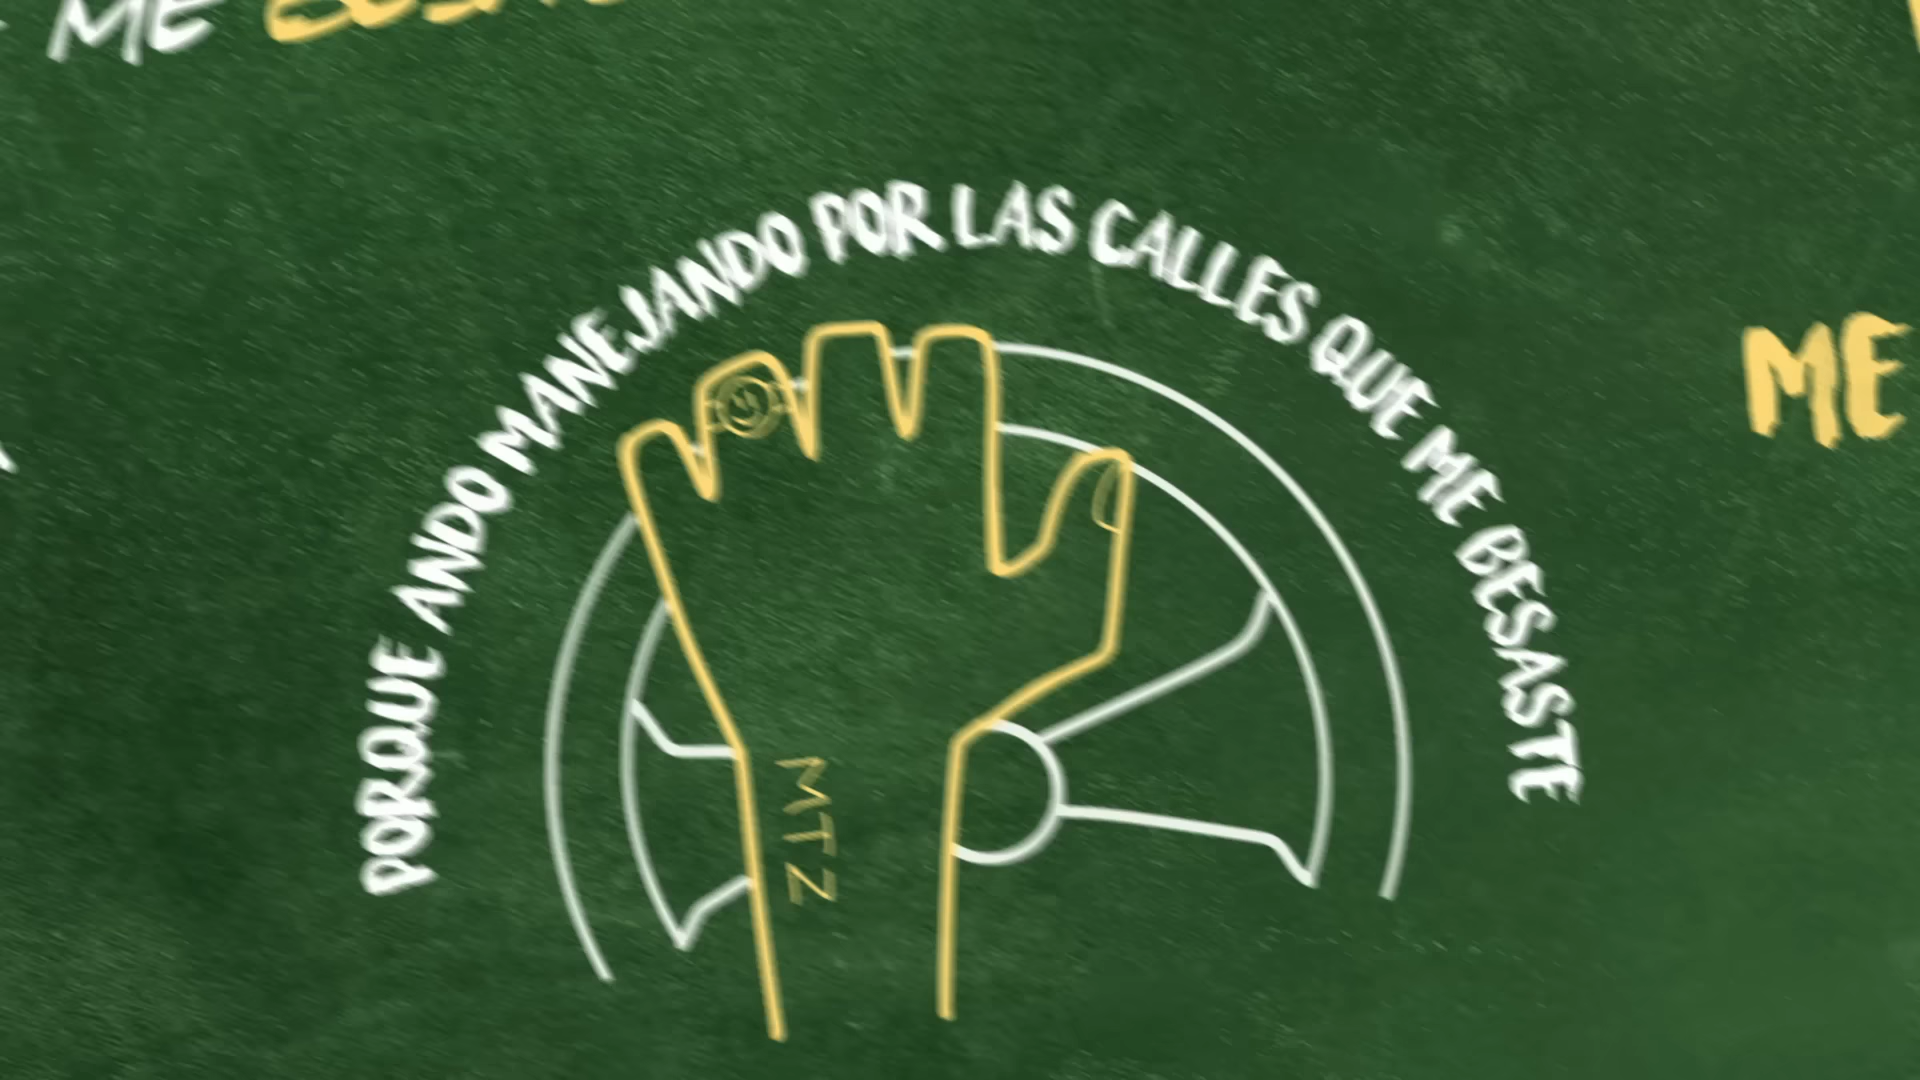 ME
PORQUE ANDO MANEJANDO POR LAS CALLES QUE ME BESASTE
ME
MTZ